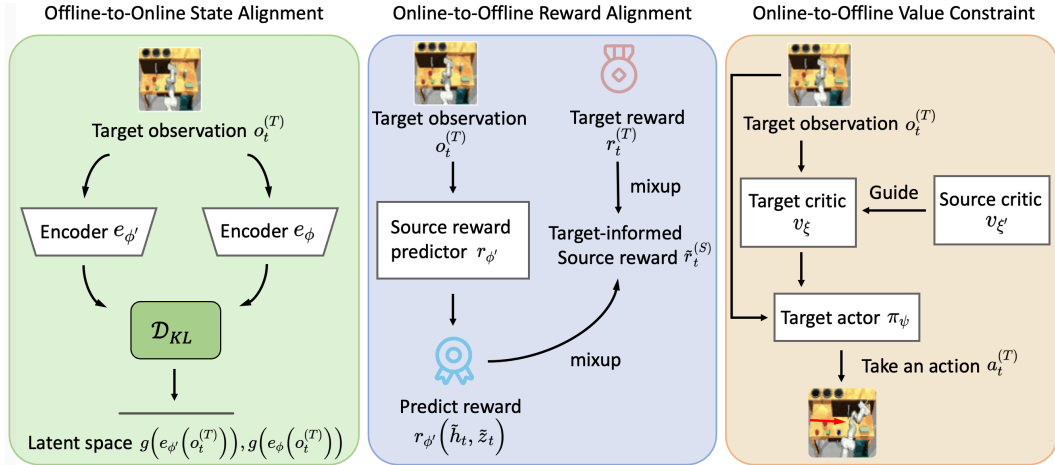 Offline-to-Online State Alignment
Target observation $o_t^{(T)}$
Encoder $e_{\phi'}$
Encoder $e_{\phi}$
$\mathcal{D}_{KL}$
Latent space $g\left(e_{\phi'}\left(o_t^{(T)}\right)\right), g\left(e_{\phi}\left(o_t^{(T)}\right)\right)$
Online-to-Offline Reward Alignment
Target observation
$o_t^{(T)}$
Target reward
$r_t^{(T)}$
mixup
Source reward
predictor $r_{\phi'}$
Target-informed
Source reward $\tilde{r}_t^{(S)}$
mixup
Predict reward
$r_{\phi'}\left(\tilde{h}_t, \tilde{z}_t\right)$
Online-to-Offline Value Constraint
Target observation $o_t^{(T)}$
Target critic
$v_{\xi}$
Guide
Source critic
$v_{\xi'}$
Target actor $\pi_{\psi}$
Take an action $a_t^{(T)}$